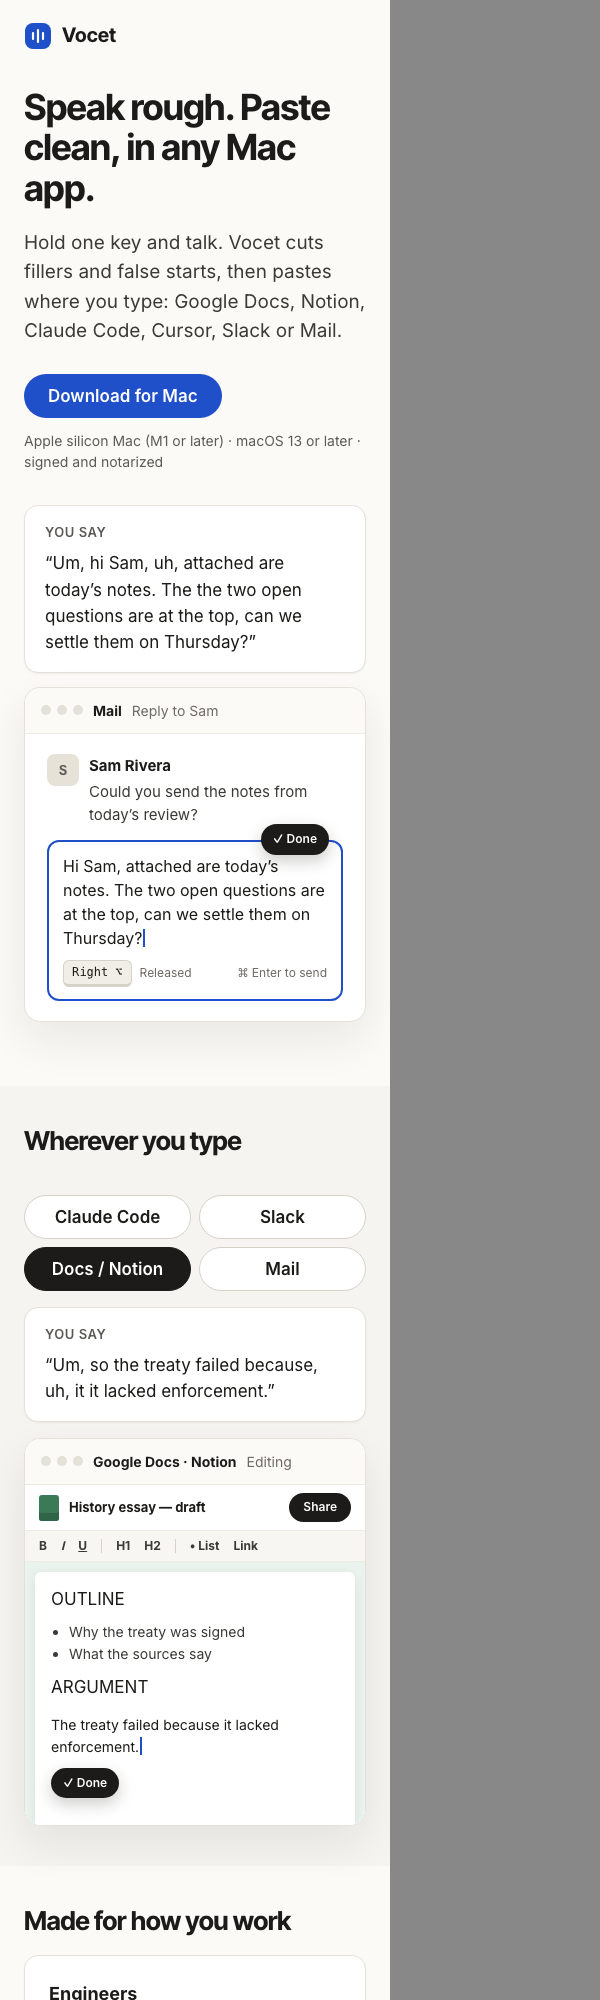 Vocet
Speak rough. Paste
clean, in any Mac
app.
Hold one key and talk. Vocet cuts
fillers and false starts, then pastes
where you type: Google Docs, Notion,
Claude Code, Cursor, Slack or Mail.
Download for Mac
Apple silicon Mac (M1 or later) · macOS 13 or later ·
signed and notarized
YOU SAY
“Um, hi Sam, uh, attached are
today’s notes. The the two open
questions are at the top, can we
settle them on Thursday?”
Mail Reply to Sam
S
Sam Rivera
Could you send the notes from
today’s review?
✓ Done
Hi Sam, attached are today’s
notes. The two open questions are
at the top, can we settle them on
Thursday?
Right ⌥ Released ⌘ Enter to send
Wherever you type
Claude Code Slack
Docs / Notion Mail
YOU SAY
“Um, so the treaty failed because,
uh, it it lacked enforcement.”
Google Docs · Notion Editing
History essay — draft Share
B I U H1 H2 • List Link
OUTLINE
• Why the treaty was signed
• What the sources say
ARGUMENT
The treaty failed because it lacked
enforcement.
✓ Done
Made for how you work
Engineers